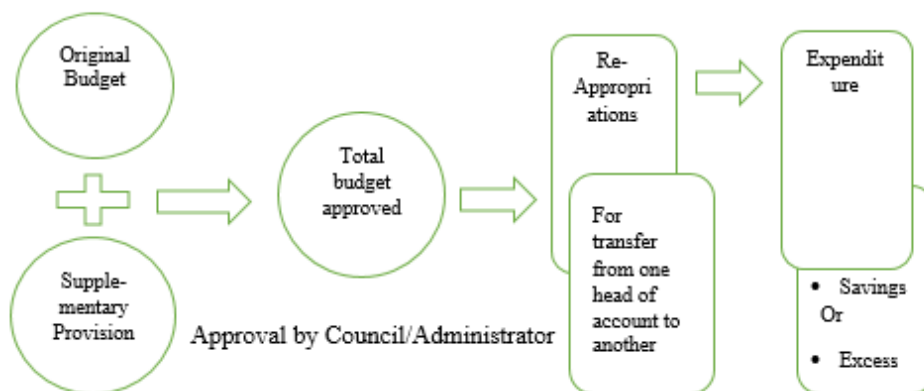 Original
Budget
Supple-
mentary
Provision
Total
budget
approved
Approval by Council/Administrator
Re-
Appropri
ations
For
transfer
from one
head of
account to
another
Expendit
ure
• Savings
Or
• Excess